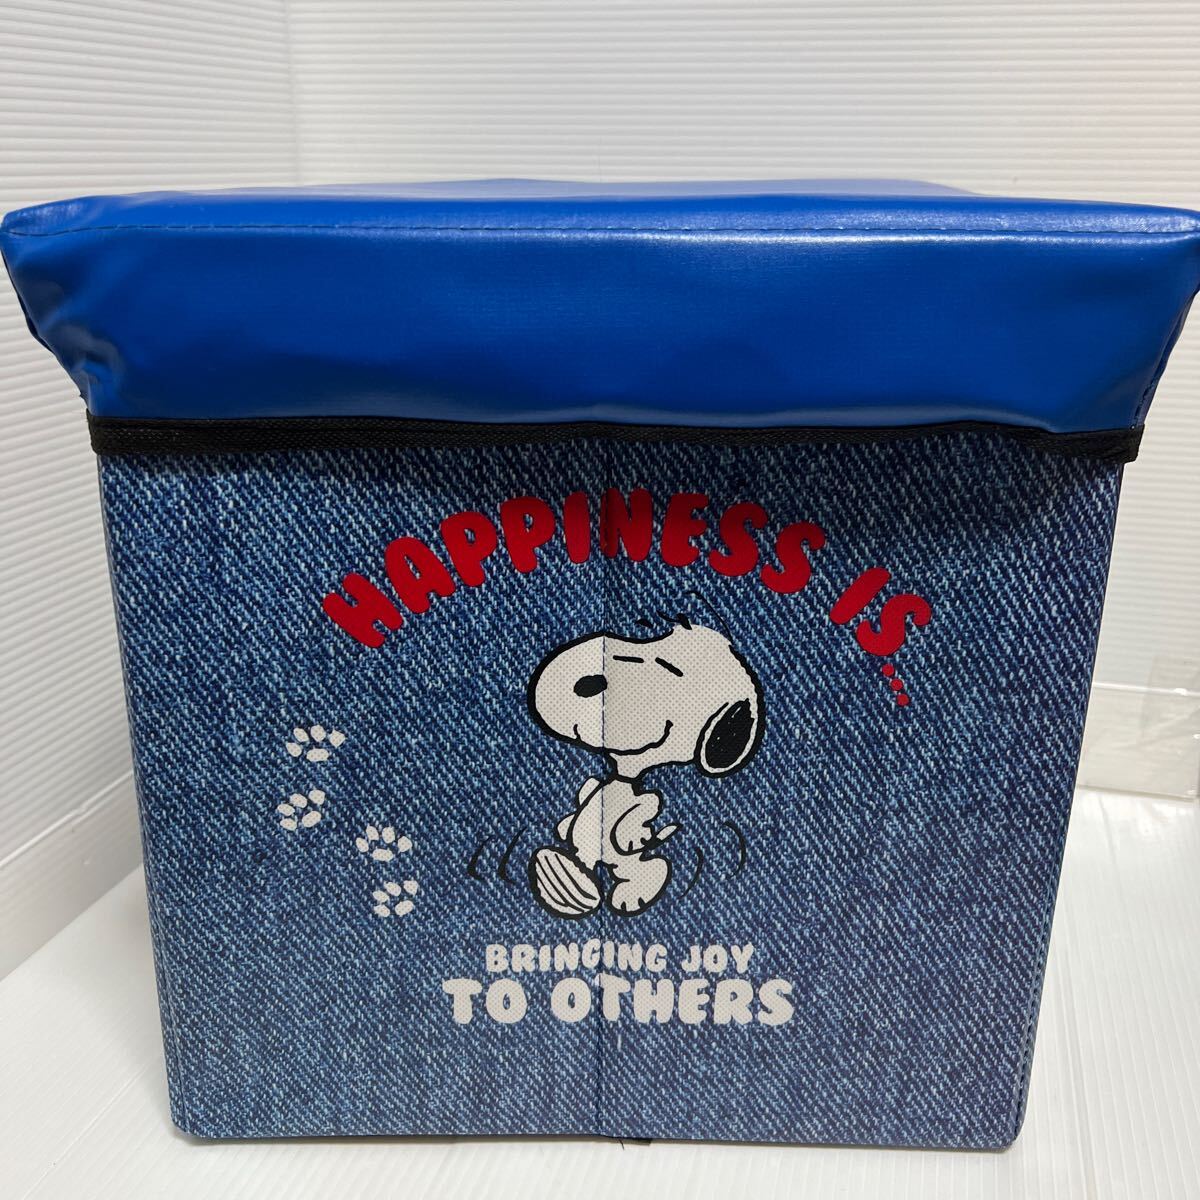 HAPPINESS IS...
BRINGING JOY
TO OTHERS